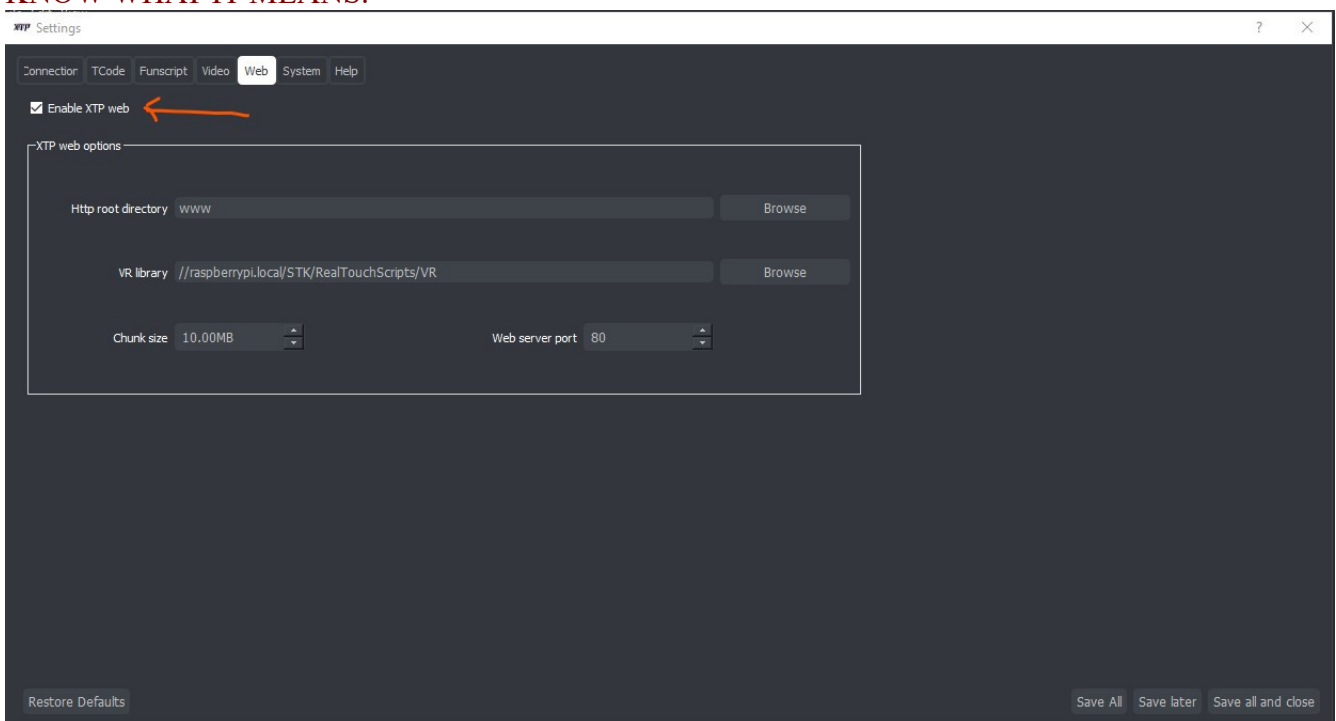 KNOW WHAT IT MEANS.
XTP Settings ? ×
Connection TCode Funscript Video Web System Help
Enable XTP web
XTP web options
Http root directory www Browse
VR library //raspberrypi.local/STK/RealTouchScripts/VR Browse
Chunk size 10.00MB Web server port 80
Restore Defaults Save All Save later Save all and close